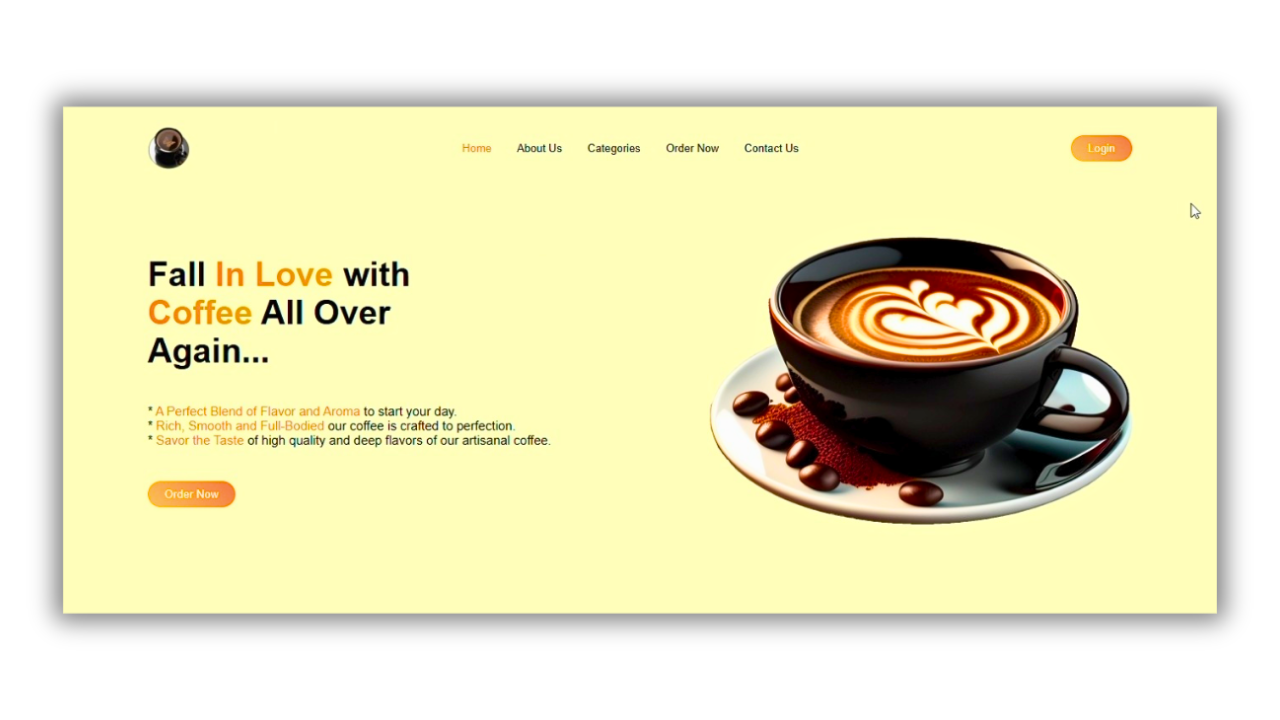 Home About Us Categories Order Now Contact Us Login
Fall In Love with
Coffee All Over
Again...
* A Perfect Blend of Flavor and Aroma to start your day.
* Rich, Smooth and Full-Bodied our coffee is crafted to perfection.
* Savor the Taste of high quality and deep flavors of our artisanal coffee.
Order Now